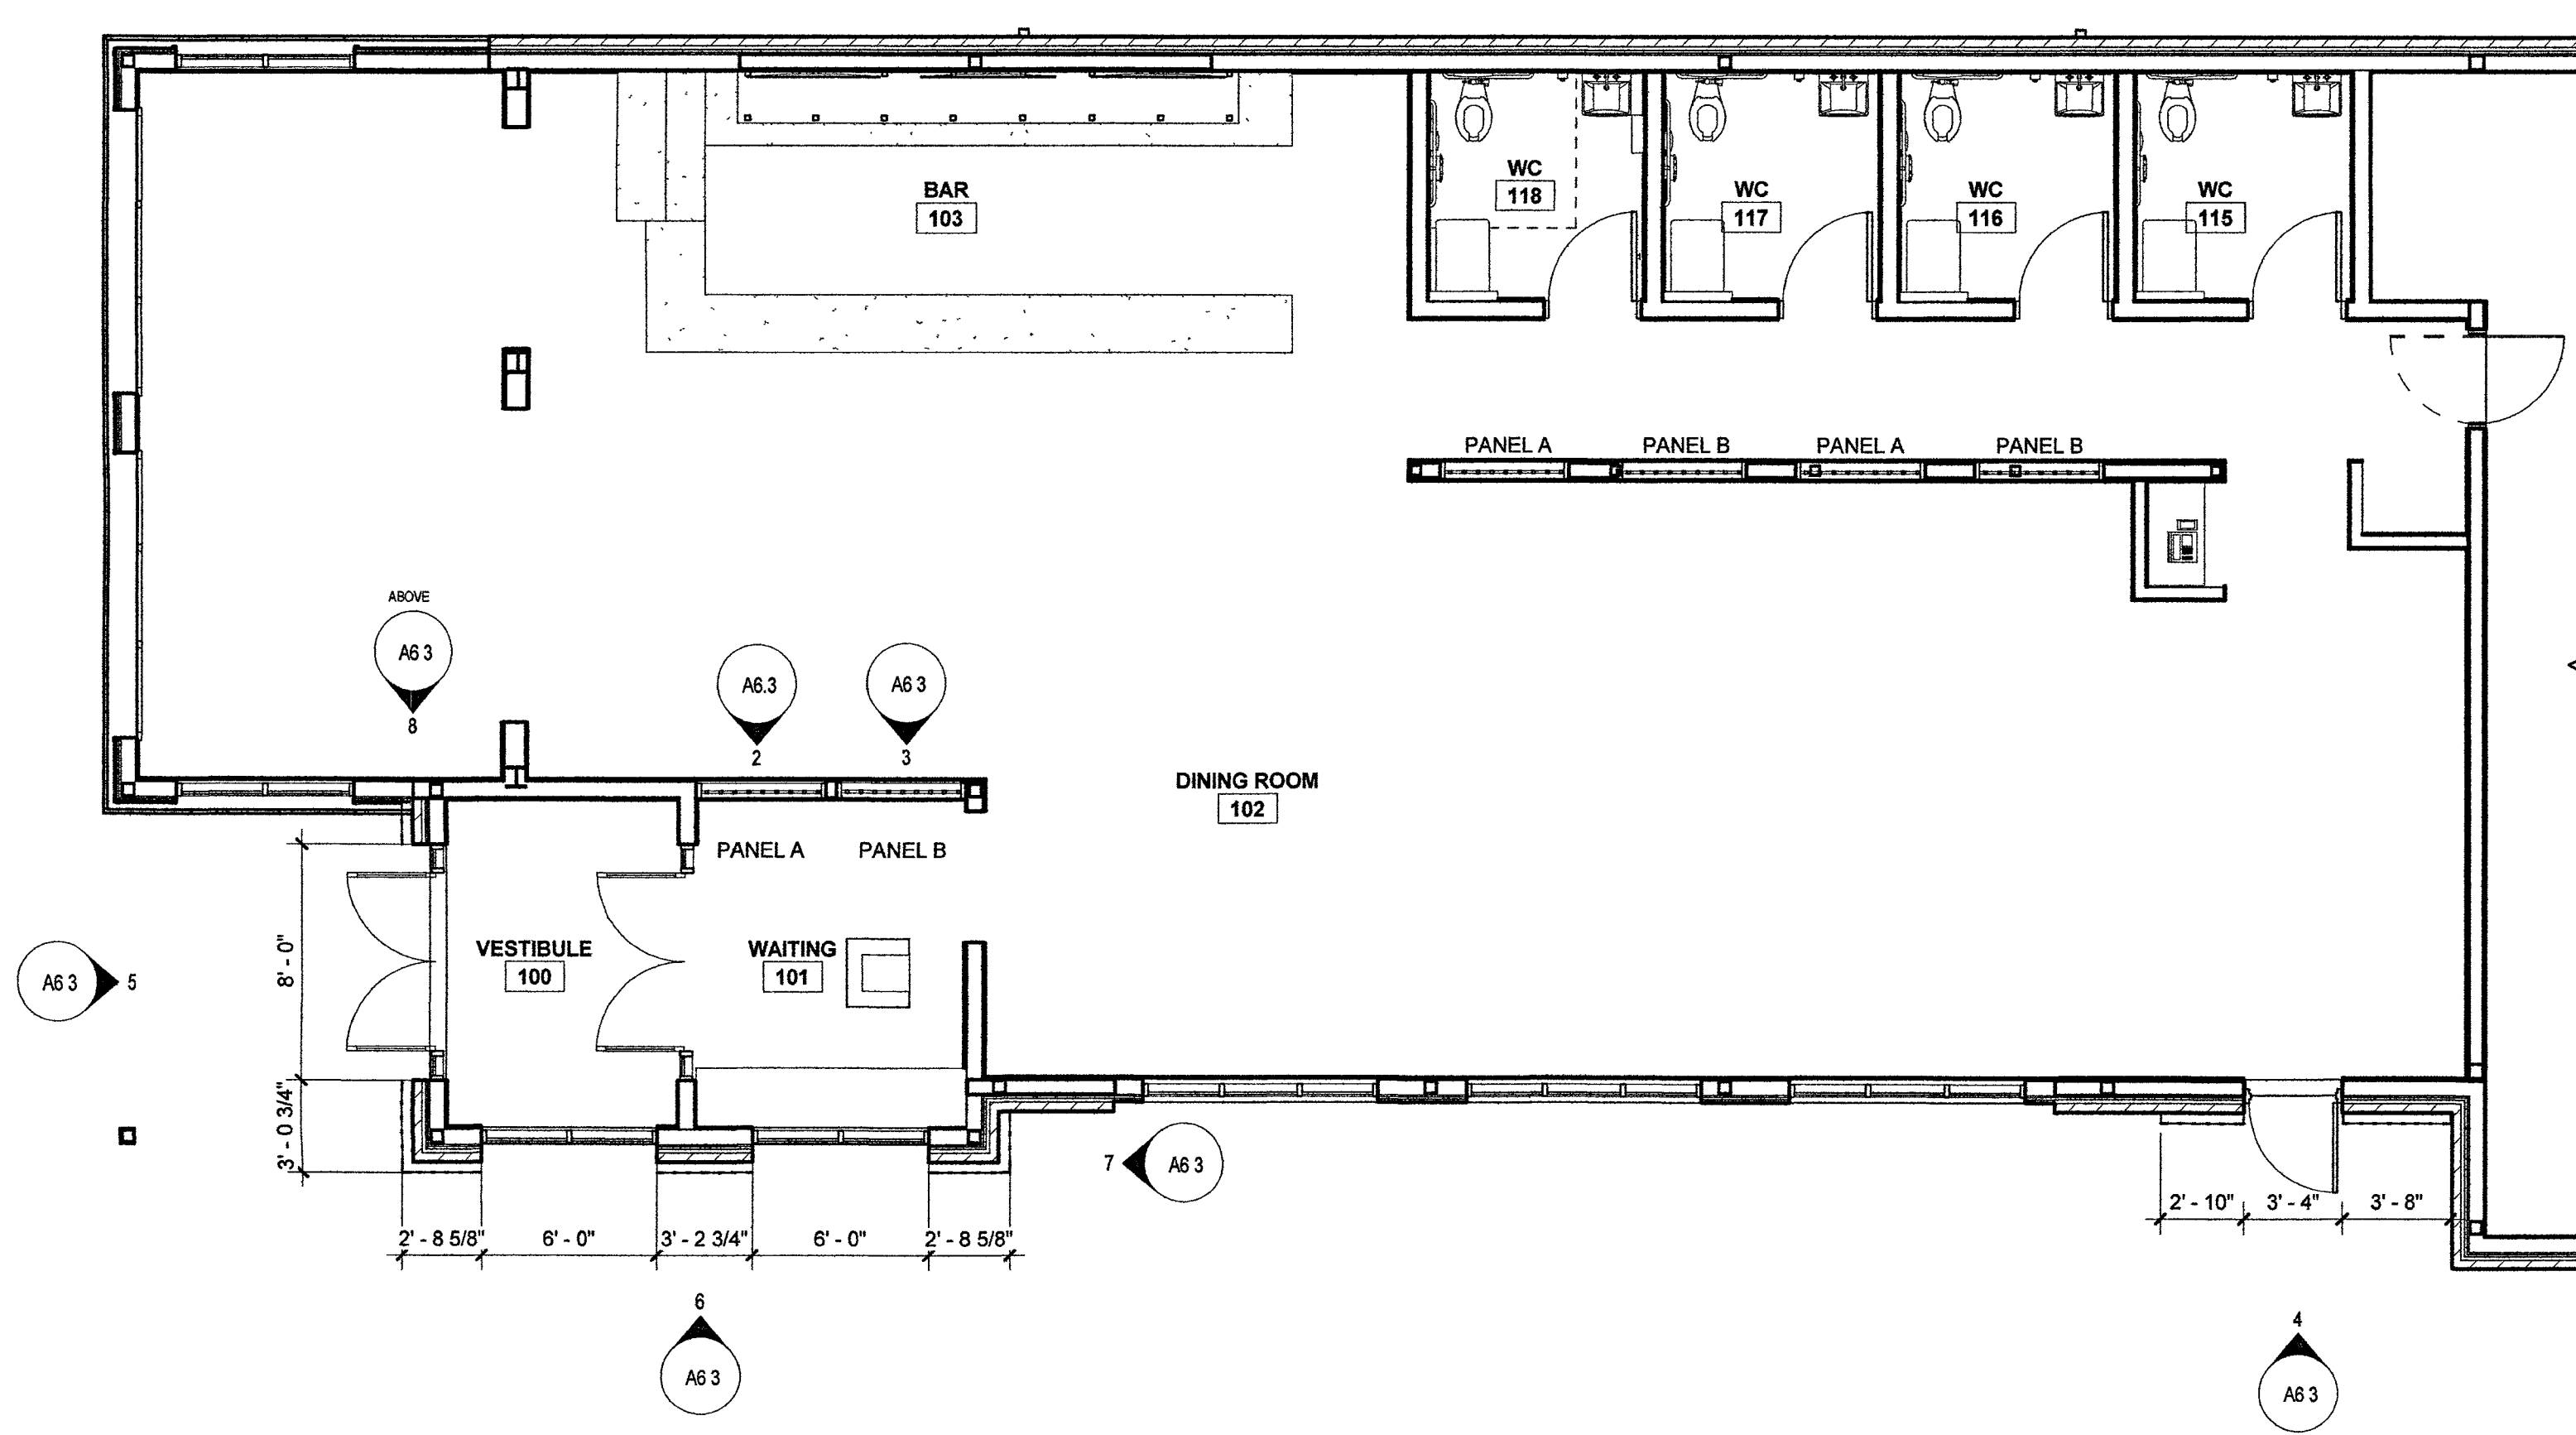 BAR
103
WC
118
WC
117
WC
116
WC
115
PANEL A
PANEL B
PANEL A
PANEL B
ABOVE
A6 3
8
A6.3
2
A6 3
3
DINING ROOM
102
PANEL A
PANEL B
VESTIBULE
100
WAITING
101
8' - 0"
A6 3
5
3' - 0 3/4"
7
A6 3
2' - 10"
3' - 4"
3' - 8"
2' - 8 5/8"
6' - 0"
3' - 2 3/4"
6' - 0"
2' - 8 5/8"
6
A6 3
4
A6 3